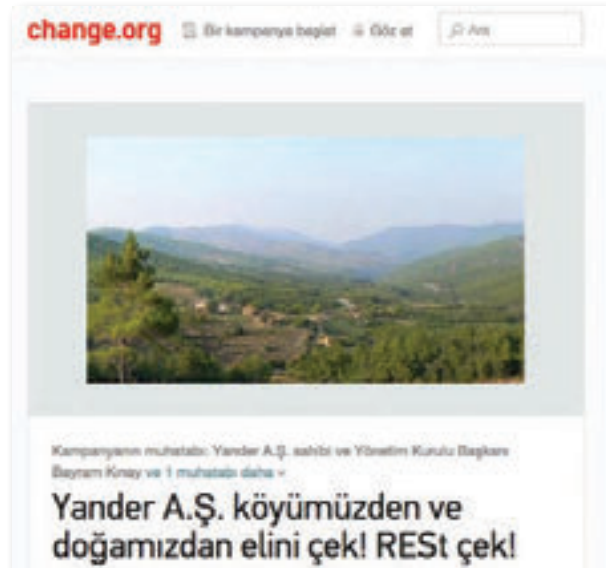 change.org Bir kampanya başlat Göz at Ara
Kampanyanın muhatabı: Yander A.Ş. sahibi ve Yönetim Kurulu Başkanı
Bayram Kınay ve 1 muhatabı daha
Yander A.Ş. köyümüzden ve
doğamızdan elini çek! RESt çek!